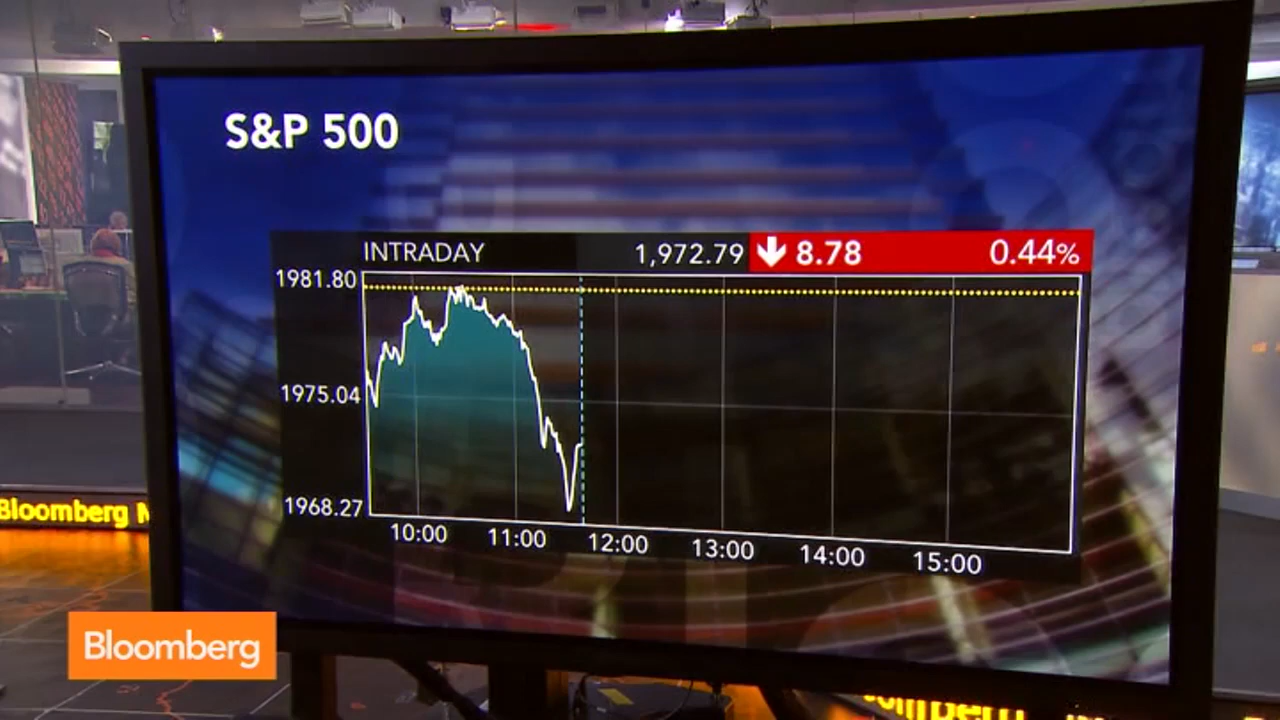 S&P 500
INTRADAY 1,972.79 8.78 0.44%
1981.80
1975.04
1968.27
10:00 11:00 12:00 13:00 14:00 15:00
Bloomberg
Bloomberg